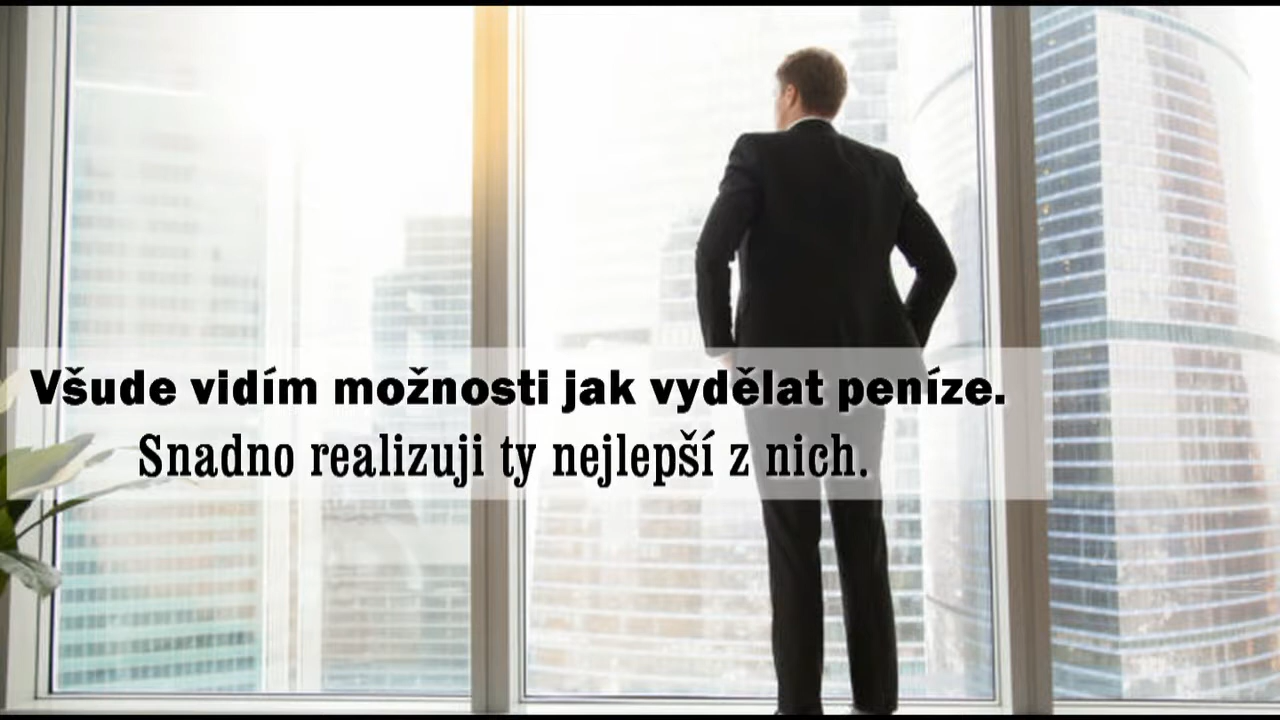 Všude vidím možnosti jak vydělat peníze.
Snadno realizuji ty nejlepší z nich.